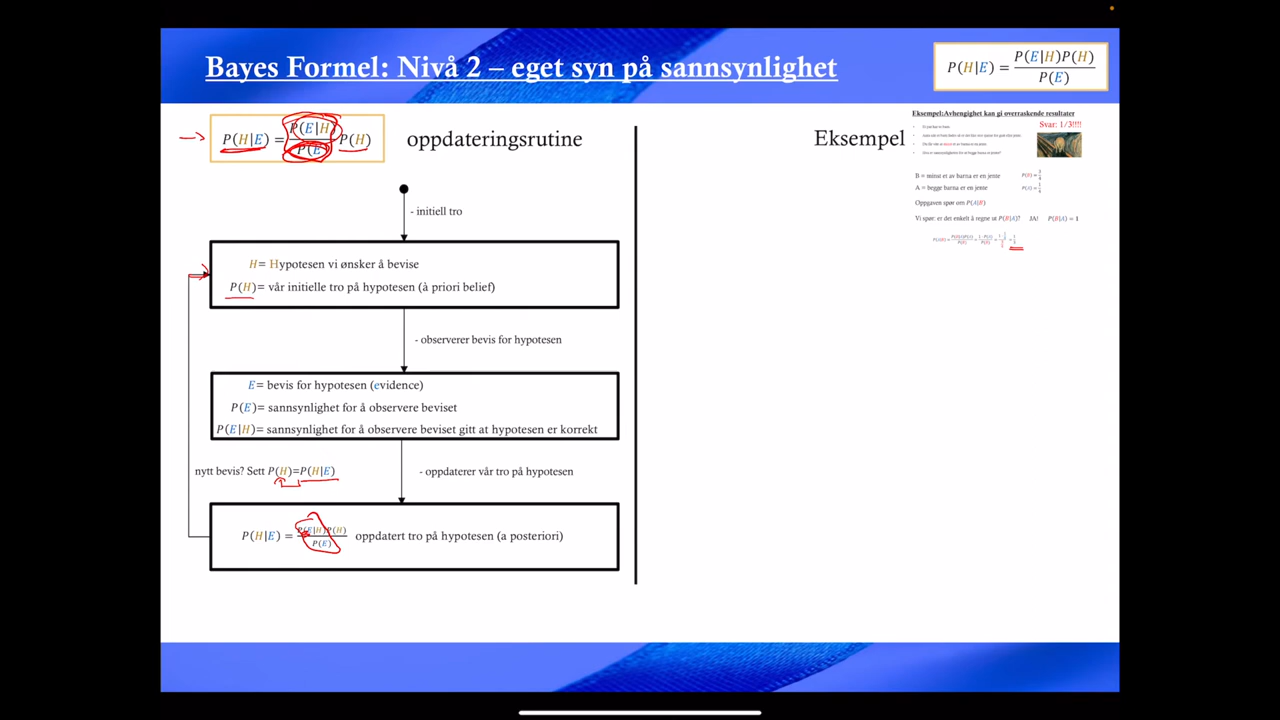 Bayes Formel: Nivå 2 – eget syn på sannsynlighet
P(H|E) = P(E|H)P(H) / P(E)
P(H|E) = P(E|H) / P(E) P(H)
oppdateringsrutine
- initiell tro
H= Hypotesen vi ønsker å bevise
P(H)= vår initielle tro på hypotesen (à priori belief)
- observerer bevis for hypotesen
E= bevis for hypotesen (evidence)
P(E)= sannsynlighet for å observere beviset
P(E|H)= sannsynlighet for å observere beviset gitt at hypotesen er korrekt
nytt bevis? Sett P(H)=P(H|E)
- oppdaterer vår tro på hypotesen
P(H|E) = P(E|H)P(H) / P(E) oppdatert tro på hypotesen (a posteriori)
Eksempel
Eksempel:Avhengighet kan gi overraskende resultater
Svar: 1/3!!!!
B = minst et av barna er en jente P(B) = 3/4
A = begge barna er en jente P(A) = 1/4
Oppgaven spør om P(A|B)
Vi spør: er det enkelt å regne ut P(B|A)? JA! P(B|A) = 1